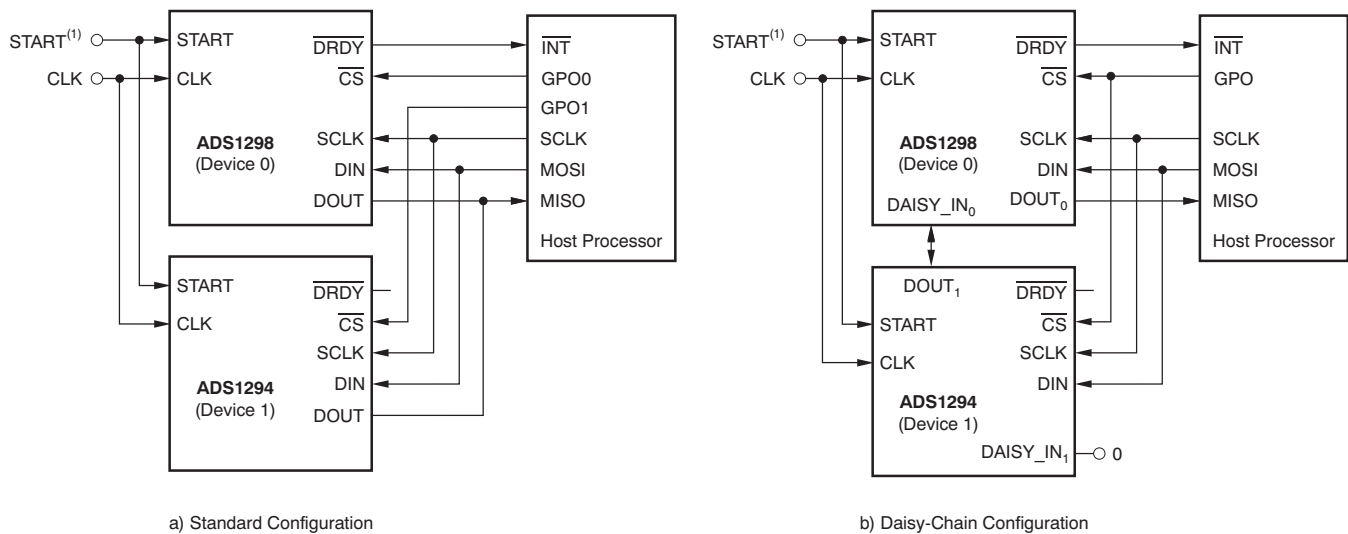 START(1)
CLK
START
CLK
DRDY
CS
SCLK
DIN
DOUT
ADS1298
(Device 0)
INT
GPO0
GPO1
SCLK
MOSI
MISO
Host Processor
START
CLK
DRDY
CS
SCLK
DIN
DOUT
ADS1294
(Device 1)
a) Standard Configuration
START(1)
CLK
START
CLK
DRDY
CS
SCLK
DIN
DOUT0
ADS1298
(Device 0)
DAISY_IN0
INT
GPO
SCLK
MOSI
MISO
Host Processor
DOUT1
START
CLK
DRDY
CS
SCLK
DIN
ADS1294
(Device 1)
DAISY_IN1
0
b) Daisy-Chain Configuration